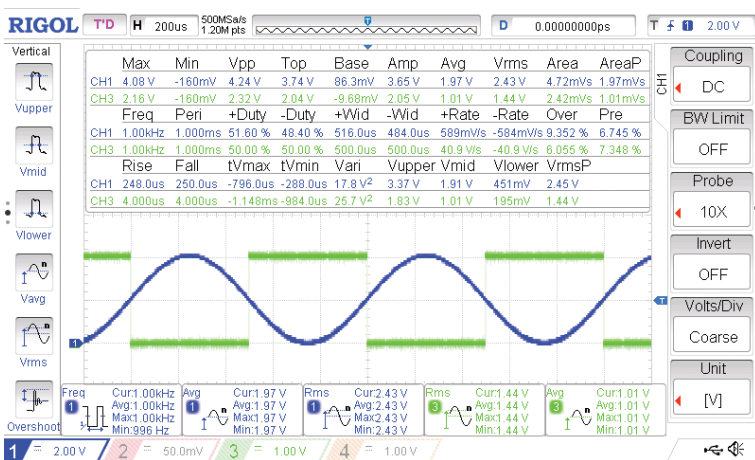 RIGOL T'D H 200us 500MSa/s 1.20M pts D 0.00000000ps T 1 2.00 V
Vertical
Vupper
Vmid
Vlower
Vavg
Vrms
Overshoot
Max Min Vpp Top Base Amp Avg Vrms Area AreaP
CH1 4.08 V -160mV 4.24 V 3.74 V 86.3mV 3.65 V 1.97 V 2.43 V 4.72mVs 1.97mVs
CH3 2.16 V -160mV 2.32 V 2.04 V -9.68mV 2.05 V 1.01 V 1.44 V 2.42mVs 1.01mVs
Freq Peri +Duty -Duty +Wid -Wid +Rate -Rate Over Pre
CH1 1.00kHz 1.000ms 51.60 % 48.40 % 516.0us 484.0us 589mV/s -584mV/s 9.352 % 6.745 %
CH3 1.00kHz 1.000ms 50.00 % 50.00 % 500.0us 500.0us 40.9 V/s -40.9 V/s 6.055 % 7.348 %
Rise Fall tVmax tVmin Vari Vupper Vmid Vlower VrmsP
CH1 248.0us 250.0us -796.0us -288.0us 17.8 V² 3.37 V 1.91 V 451mV 2.45 V
CH3 4.000us 4.000us -1.148ms -984.0us 25.7 V² 1.83 V 1.01 V 195mV 1.44 V
T
1
CH1
Coupling
DC
BW Limit
OFF
Probe
10X
Invert
OFF
Volts/Div
Coarse
Unit
[V]
Freq
1
Cur:1.00kHz
Avg:1.00kHz
Max:1.00kHz
Min:996 Hz
Avg
1
n
Cur:1.97 V
Avg:1.97 V
Max:1.97 V
Min:1.97 V
Rms
1
n
Cur:2.43 V
Avg:2.43 V
Max:2.43 V
Min:2.43 V
Rms
3
n
Cur:1.44 V
Avg:1.44 V
Max:1.44 V
Min:1.44 V
Avg
3
n
Cur:1.01 V
Avg:1.01 V
Max:1.01 V
Min:1.01 V
1 = 2.00 V 2 = 50.0mV 3 = 1.00 V 4 = 1.00 V